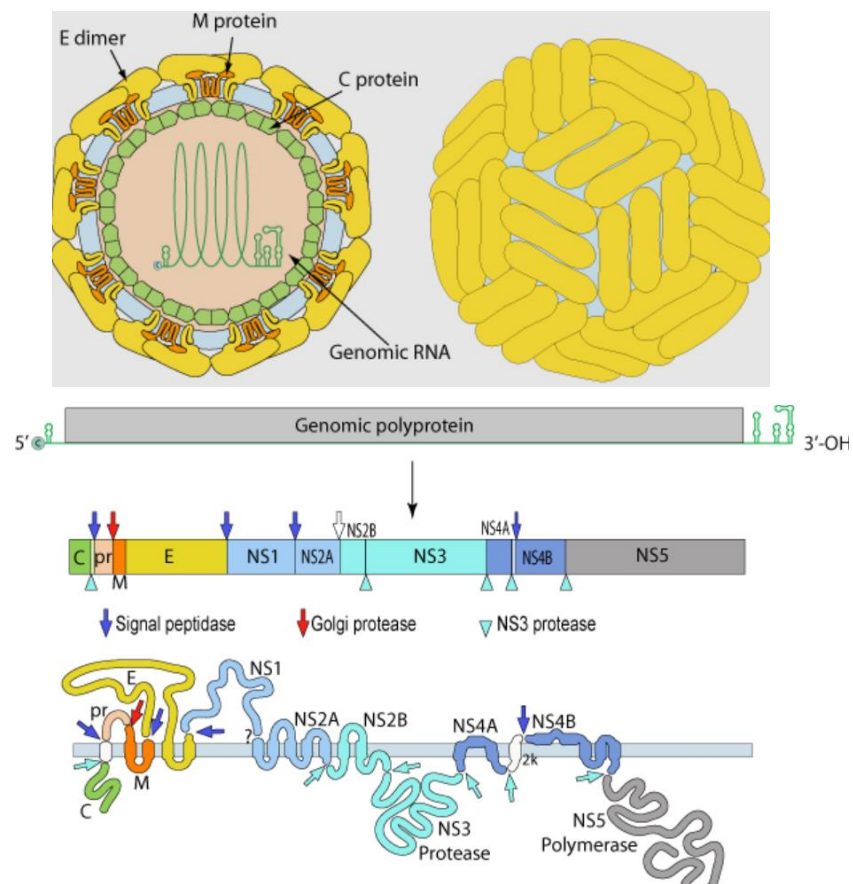 M protein
E dimer
C protein
Genomic RNA
C
Genomic polyprotein
5′
C
3′-OH
NS2B
NS4A
C
pr
E
NS1
NS2A
NS3
NS4B
NS5
M
Signal peptidase
Golgi protease
NS3 protease
E
NS1
pr
NS2A
NS2B
NS4A
NS4B
?
2k
M
C
NS3
Protease
NS5
Polymerase